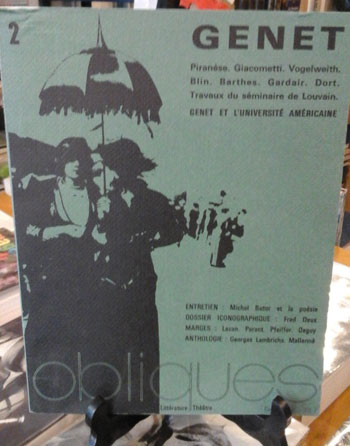 2
GENET
Piranèse. Giacometti. Vogelweith.
Blin. Barthes. Gardair. Dort.
Travaux du séminaire de Louvain.
GENET ET L'UNIVERSITÉ AMÉRICAINE
ENTRETIEN : Michel Butor et la poésie
DOSSIER ICONOGRAPHIQUE : Fred Deux
MARGES : Lacan Parant Pfeiffer Deguy
ANTHOLOGIE : Georges Lambrichs Mallarmé
obliques
Littérature / Théâtre